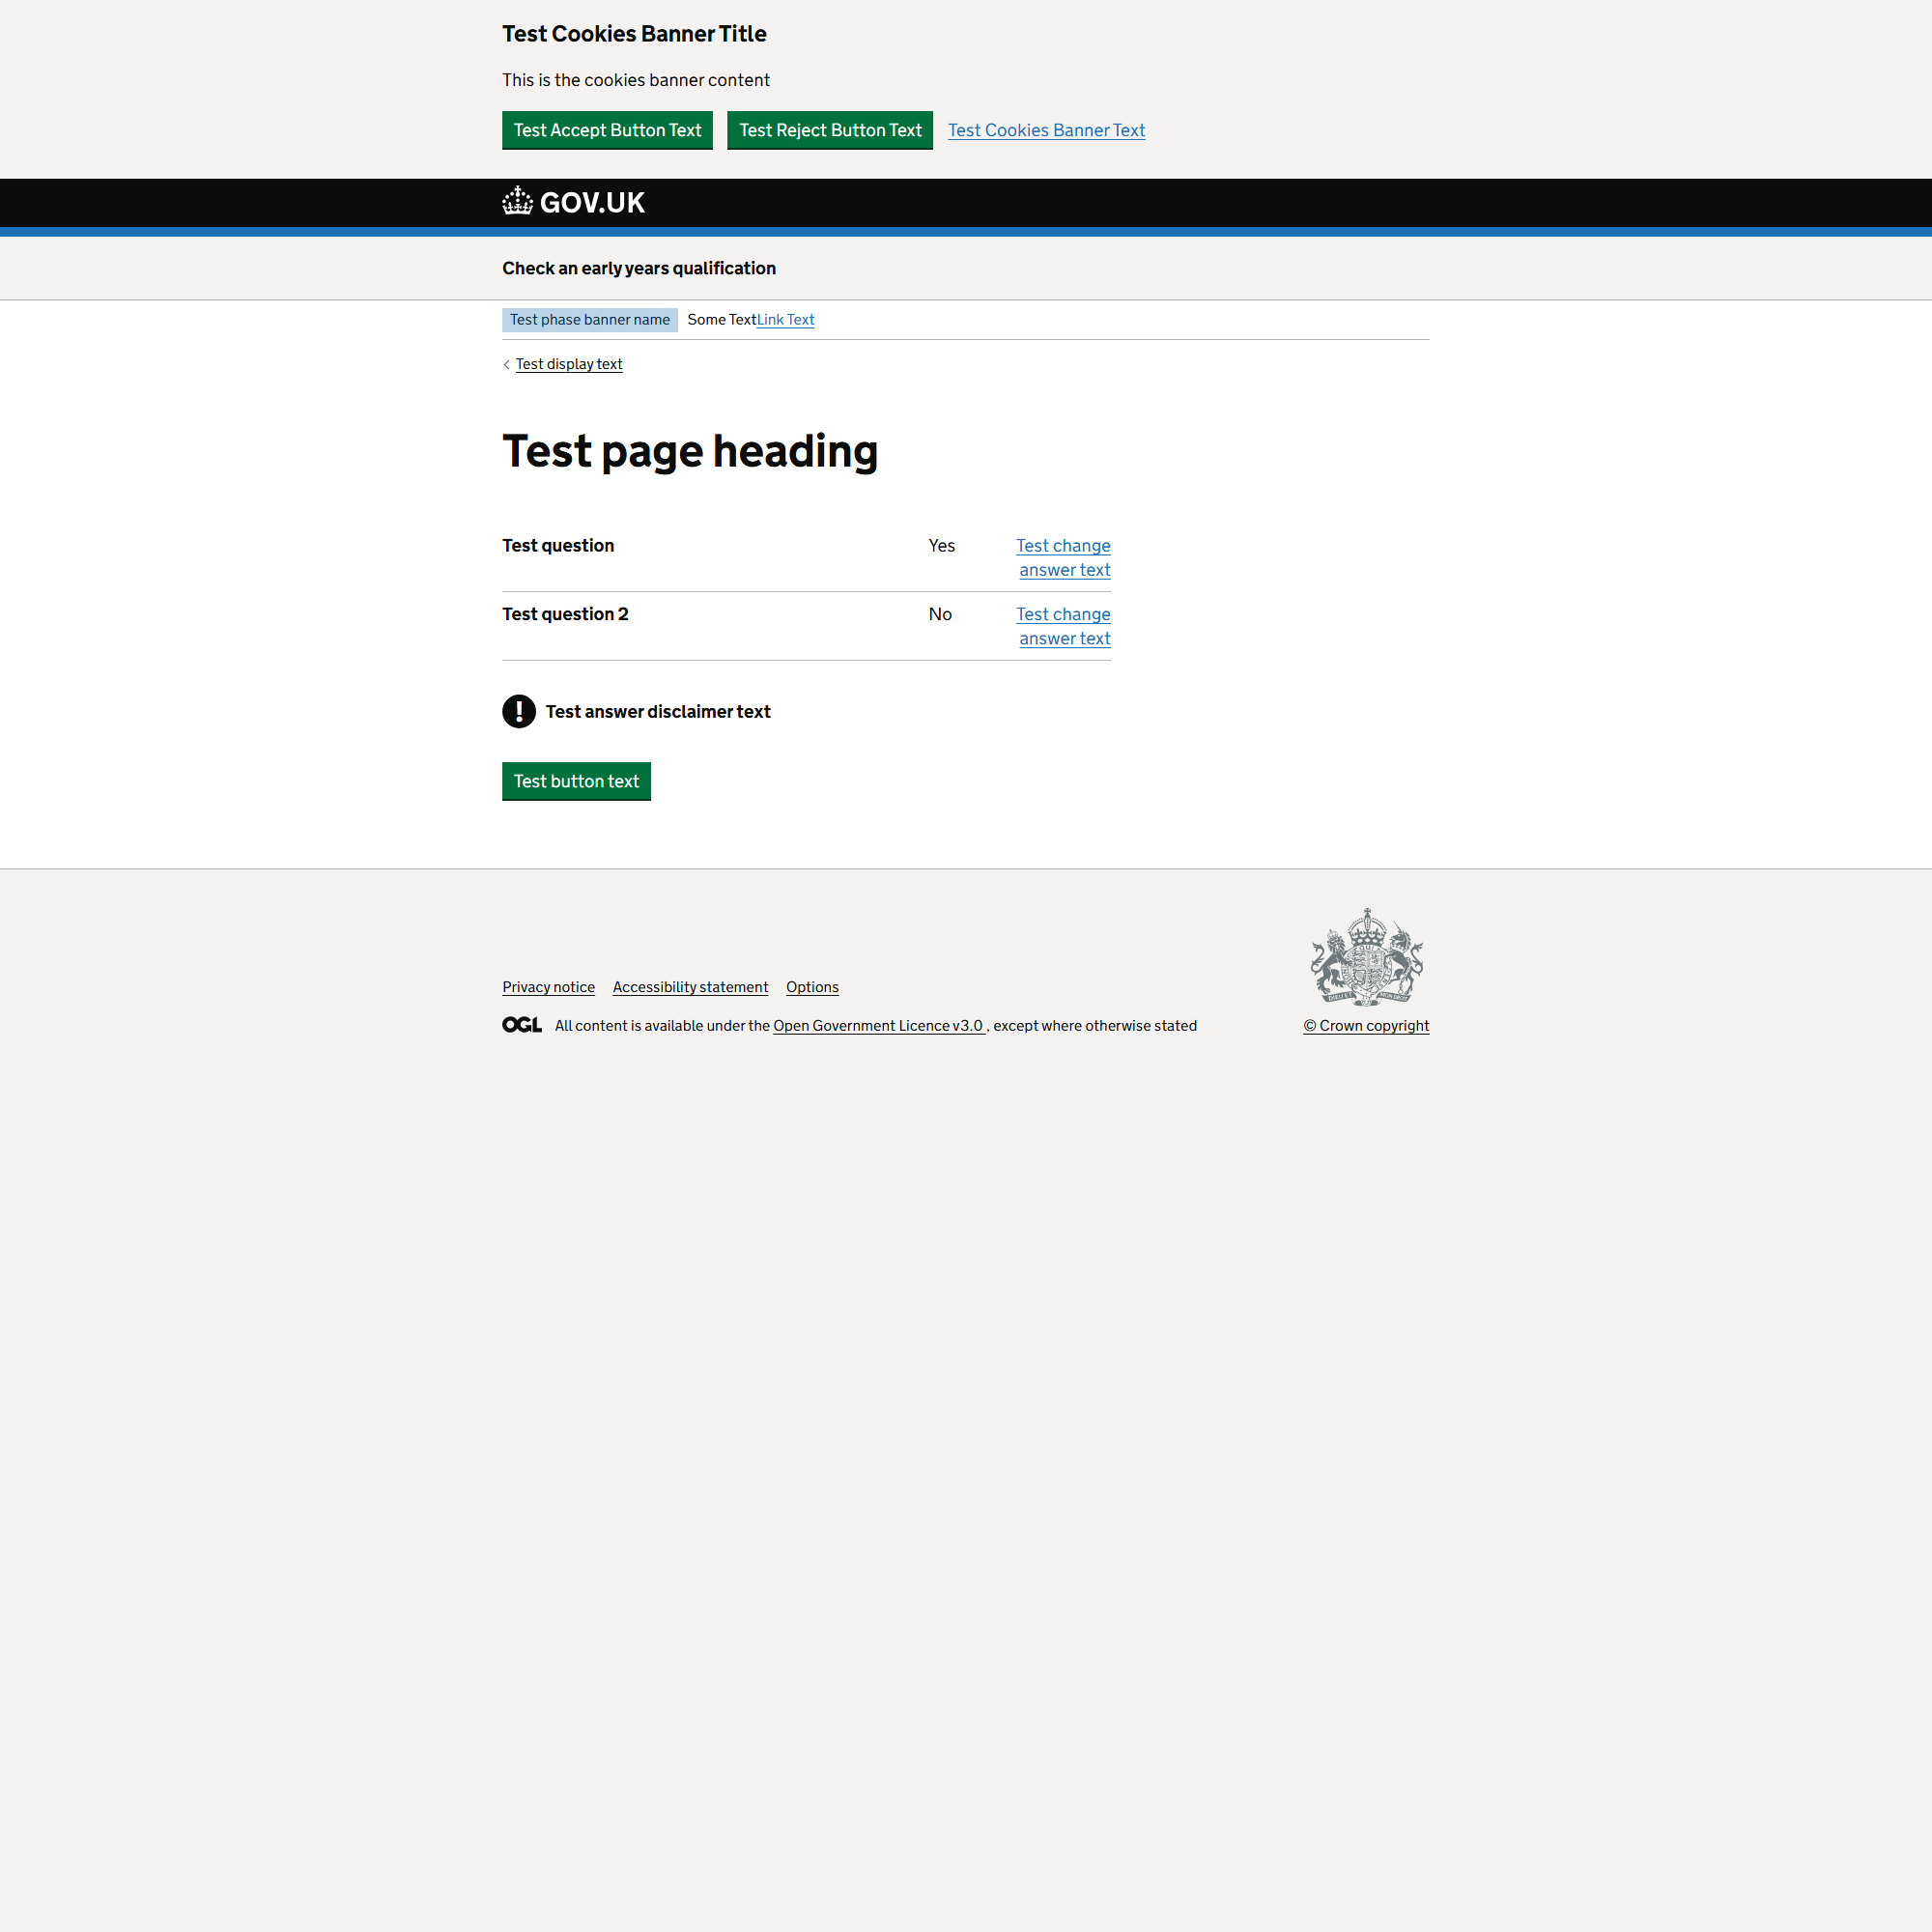 Test Cookies Banner Title
This is the cookies banner content
Test Accept Button Text Test Reject Button Text Test Cookies Banner Text
GOV.UK
Check an early years qualification
Test phase banner name Some TextLink Text
Test display text
Test page heading
Test question Yes Test change
answer text
Test question 2 No Test change
answer text
! Test answer disclaimer text
Test button text
Privacy notice Accessibility statement Options
OGL All content is available under the Open Government Licence v3.0 , except where otherwise stated
© Crown copyright